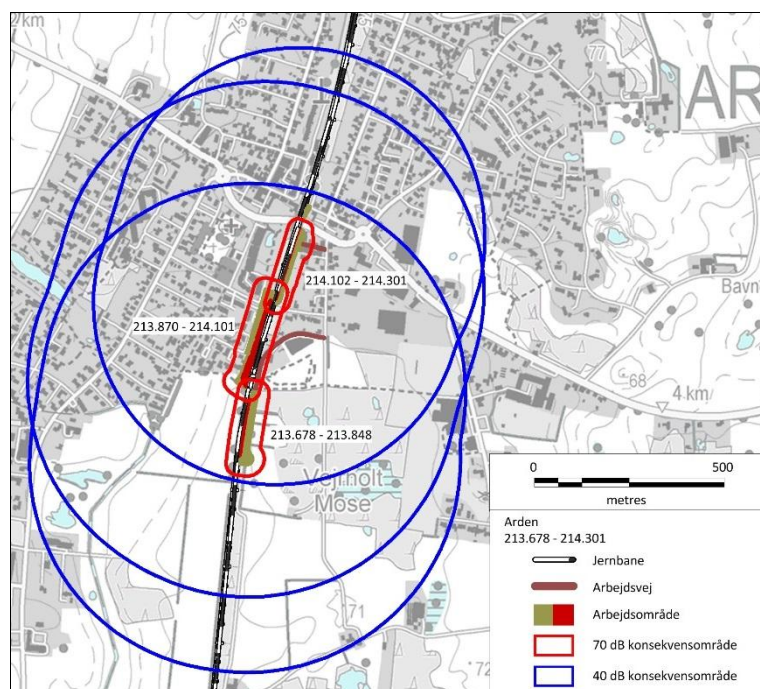 2 km
75
77
AR
214.102 - 214.301
213.870 - 214.101
Bavn
68
4 km
213.678 - 213.848
Vejrholt
Mose
0 500
metres
Arden
213.678 - 214.301
Jernbane
Arbejdsvej
Arbejdsområde
70 dB konsekvensområde
40 dB konsekvensområde
71
72